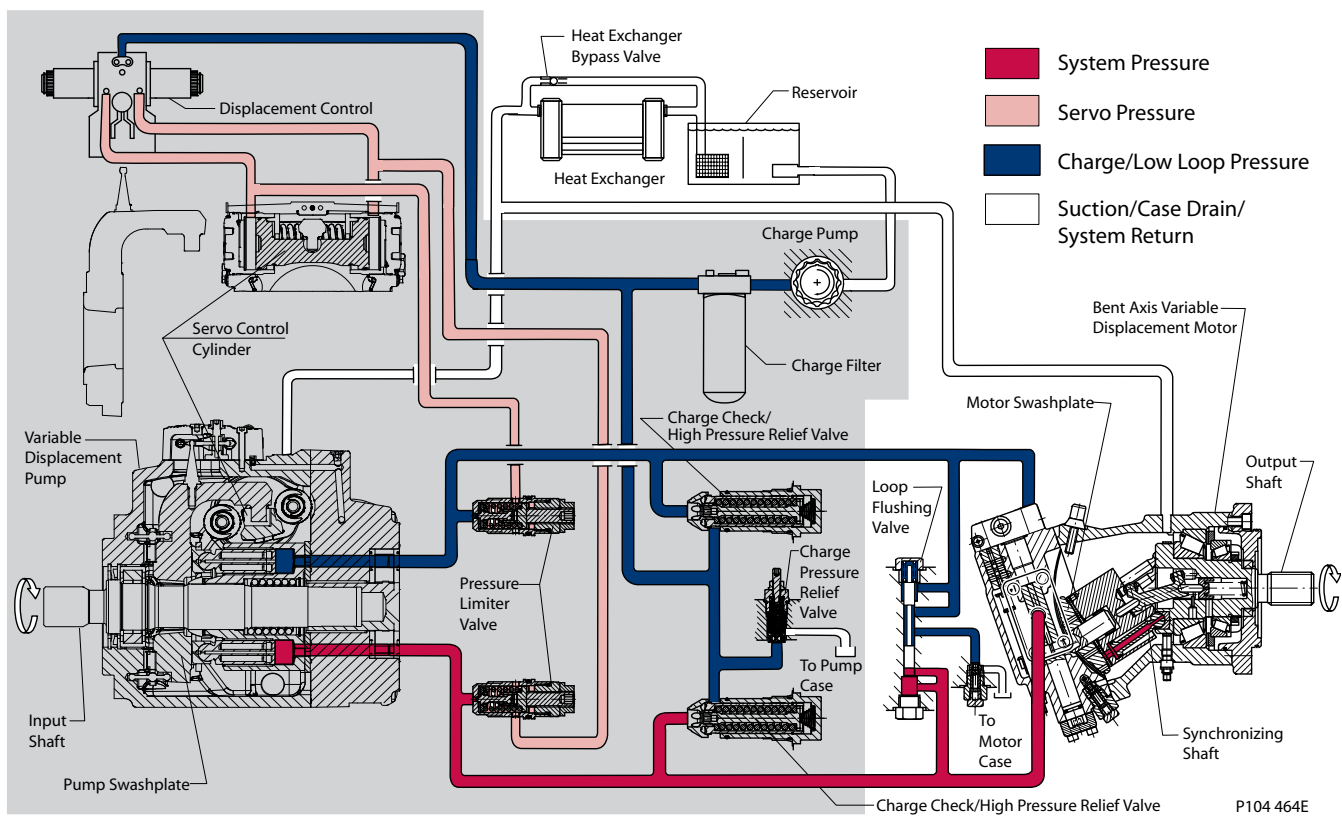 Heat Exchanger
Bypass Valve
System Pressure
Displacement Control
Reservoir
Servo Pressure
Charge/Low Loop Pressure
Heat Exchanger
Suction/Case Drain/
System Return
Charge Pump
Bent Axis Variable
Displacement Motor
Servo Control
Cylinder
Charge Filter
Motor Swashplate
Charge Check/
High Pressure Relief Valve
Variable
Displacement
Pump
Loop
Flushing
Valve
Output
Shaft
Charge
Pressure
Relief
Valve
Pressure
Limiter
Valve
To Pump
Case
Input
Shaft
To
Motor
Case
Synchronizing
Shaft
Pump Swashplate
Charge Check/High Pressure Relief Valve
P104 464E